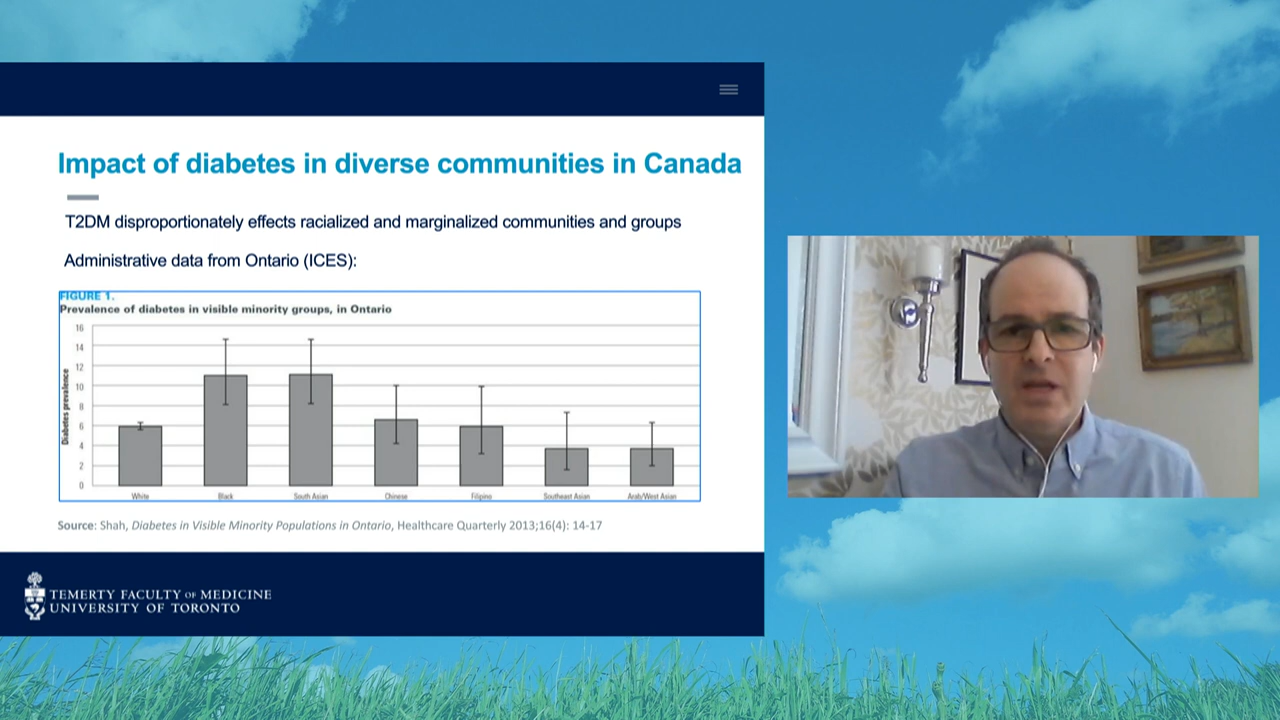 Impact of diabetes in diverse communities in Canada
T2DM disproportionately effects racialized and marginalized communities and groups
Administrative data from Ontario (ICES):
FIGURE 1.
Prevalence of diabetes in visible minority groups, in Ontario
Diabetes prevalence
16
14
12
10
8
6
4
2
0
White Black South Asian Chinese Filipino Southeast Asian Arab/West Asian
Source: Shah, Diabetes in Visible Minority Populations in Ontario, Healthcare Quarterly 2013;16(4): 14-17
TEMERTY FACULTY OF MEDICINE
UNIVERSITY OF TORONTO